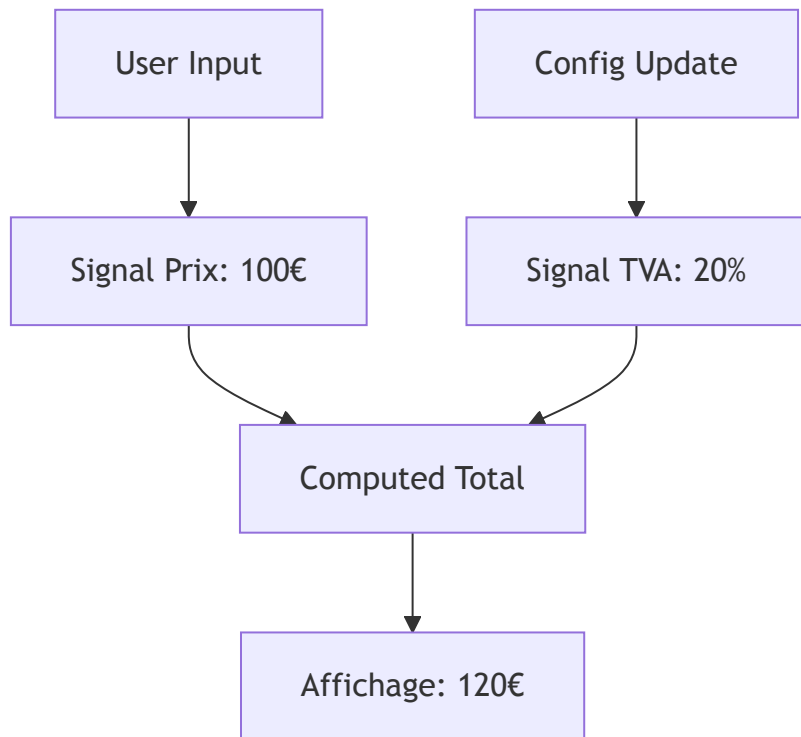 User Input
Config Update
Signal Prix: 100€
Signal TVA: 20%
Computed Total
Affichage: 120€